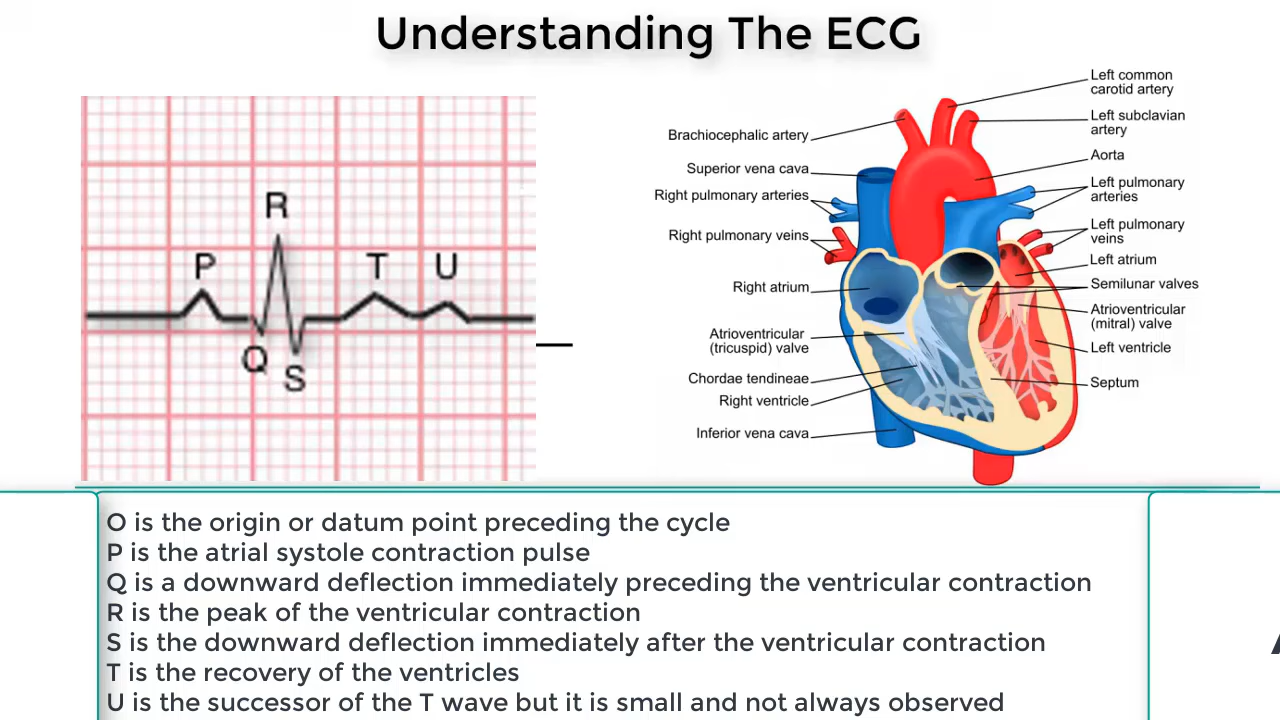 Understanding The ECG
R
P
T
U
Q
S
Left common
carotid artery
Left subclavian
artery
Aorta
Left pulmonary
arteries
Left pulmonary
veins
Left atrium
Semilunar valves
Atrioventricular
(mitral) valve
Left ventricle
Septum
Brachiocephalic artery
Superior vena cava
Right pulmonary arteries
Right pulmonary veins
Right atrium
Atrioventricular
(tricuspid) valve
Chordae tendineae
Right ventricle
Inferior vena cava
O is the origin or datum point preceding the cycle
P is the atrial systole contraction pulse
Q is a downward deflection immediately preceding the ventricular contraction
R is the peak of the ventricular contraction
S is the downward deflection immediately after the ventricular contraction
T is the recovery of the ventricles
U is the successor of the T wave but it is small and not always observed